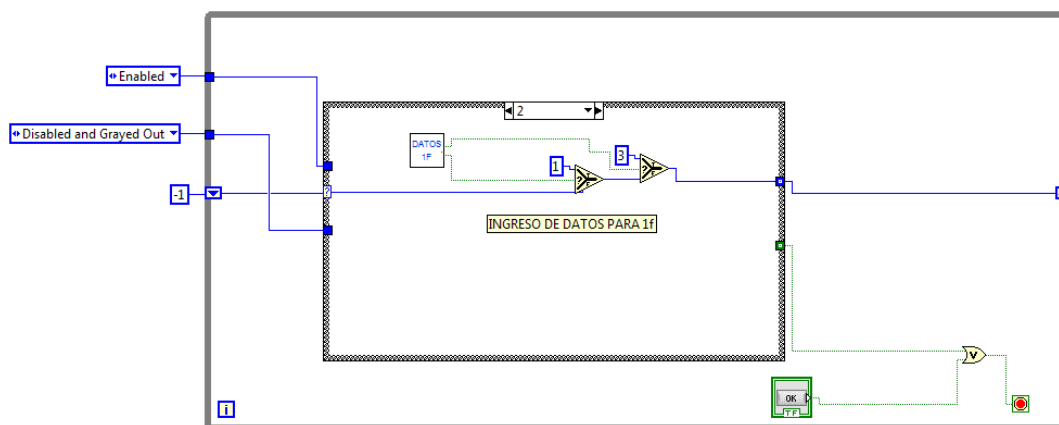 Enabled
Disabled and Grayed Out
-1
2
DATOS
1F
1
3
?
T
F
?
T
F
?
INGRESO DE DATOS PARA 1f
i
OK
TF
V